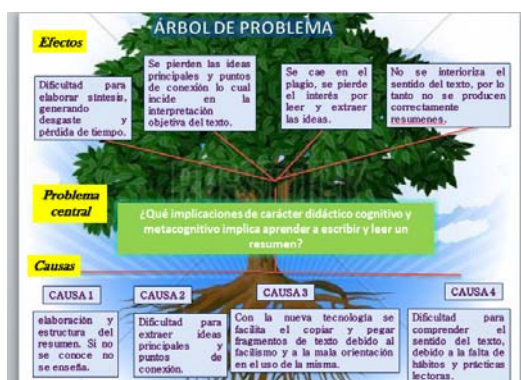 ÁRBOL DE PROBLEMA
Efectos
Dificultad para
elaborar síntesis,
generando
desgaste y
pérdida de tiempo.
Se pierden las ideas
principales y puntos
de conexión lo cual
incide en la
interpretación
objetiva del texto.
Se cae en el
plagio, se pierde
el interés por
leer y extraer
las ideas.
No se interioriza el
sentido del texto, por lo
tanto no se producen
correctamente
resumenes.
Problema
central
¿Qué implicaciones de carácter didáctico cognitivo y
metacognitivo implica aprender a escribir y leer un
resumen?
Causas
CAUSA 1
elaboración y
estructura del
resumen. Si no
se conoce no
se enseña.
CAUSA 2
Dificultad para
extraer ideas
principales y
puntos de
conexión.
CAUSA 3
Con la nueva tecnología se
facilita el copiar y pegar
fragmentos de texto debido al
facilismo y a la mala orientación
en el uso de la misma.
CAUSA 4
Dificultad para
comprender el
sentido del texto,
debido a la falta de
hábitos y prácticas
lectoras.